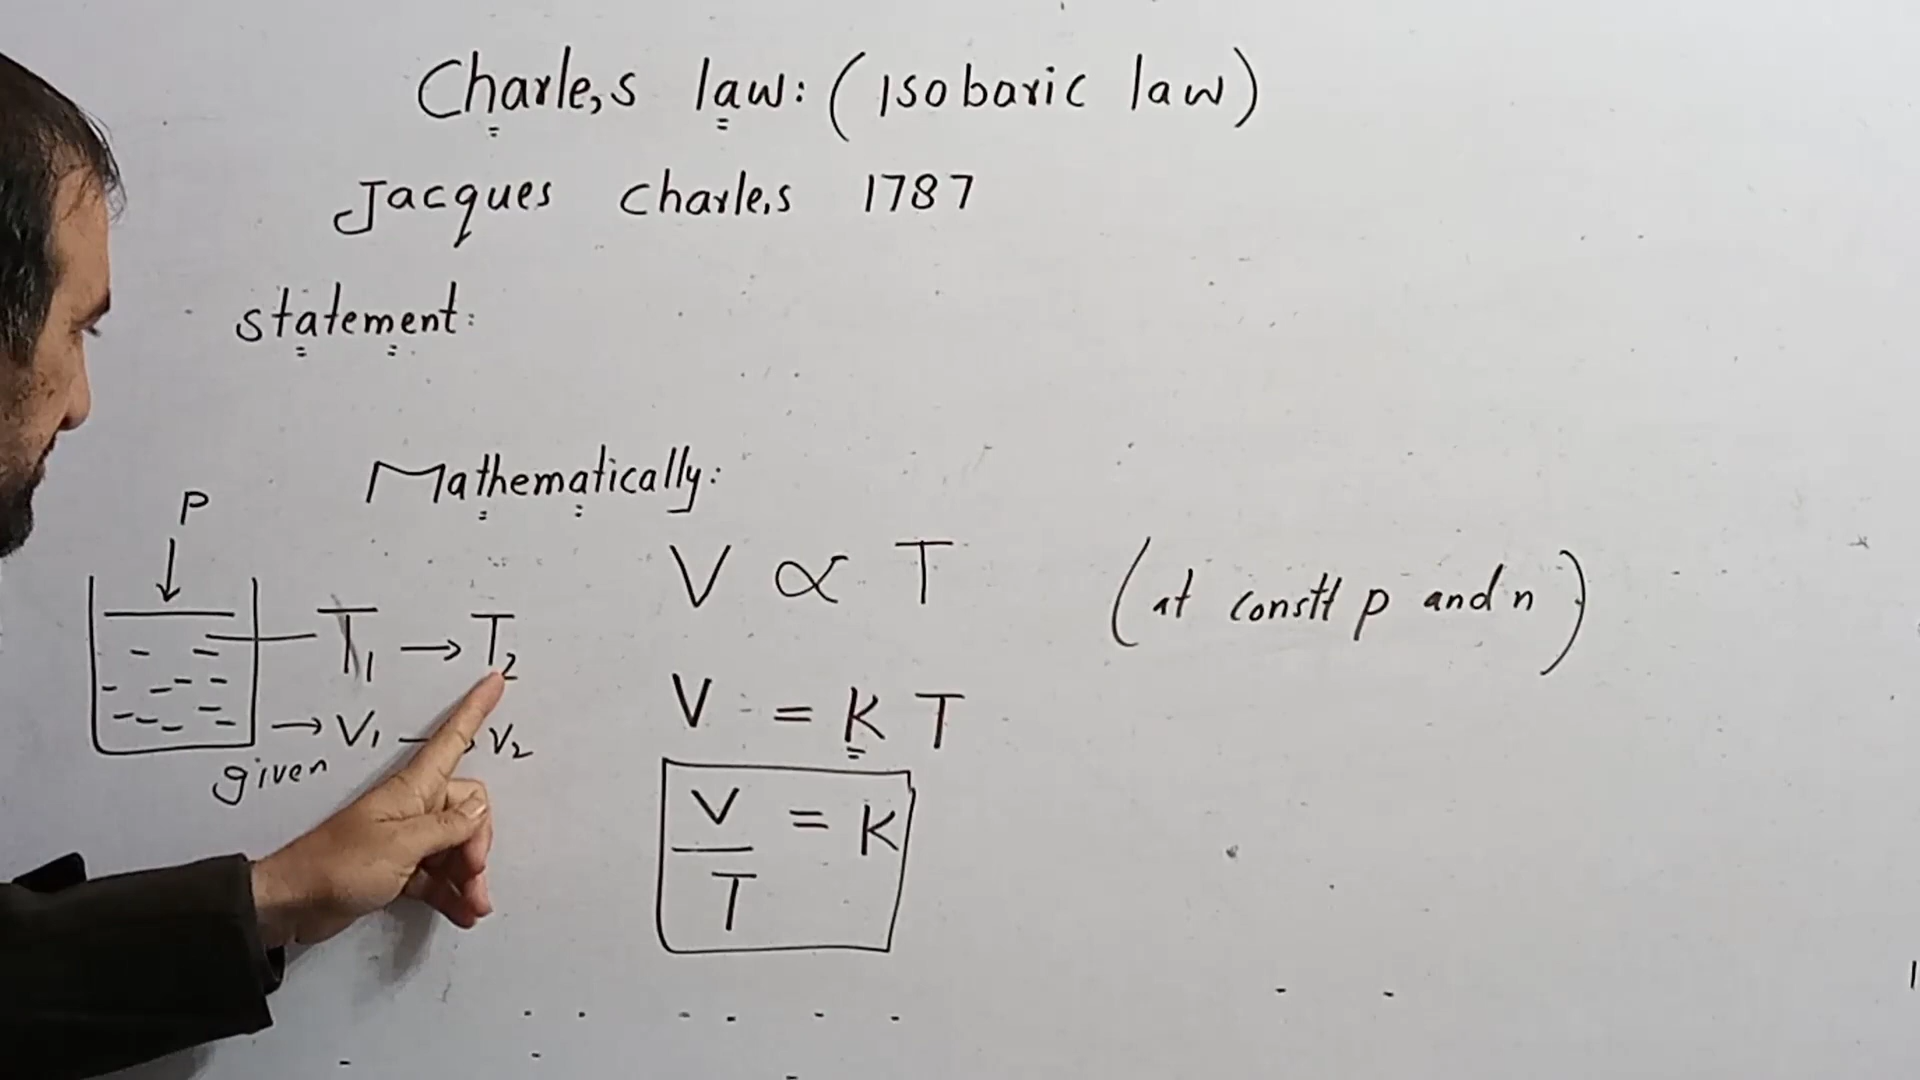 Charle,s law: (Isobaric law)
Jacques charle,s 1787
statement:
Mathematically:
P
V ∝ T (at constt p and n)
T1 → T2
V = K T
→ V1 → V2
given
V/T = K